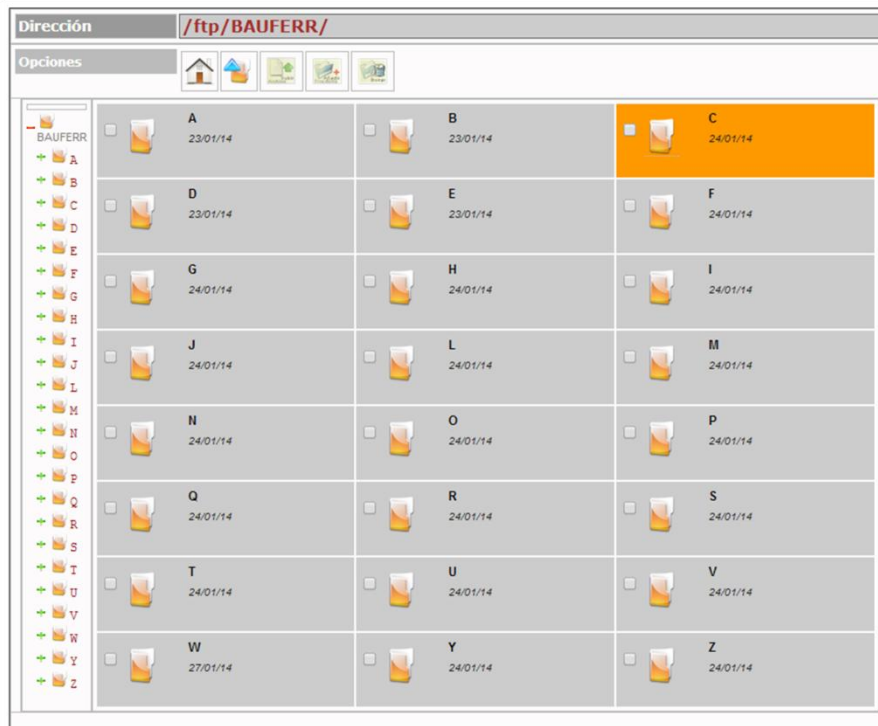 Dirección /ftp/BAUFERR/
Opciones
BAUFERR
A
B
C
D
E
F
G
H
I
J
L
M
N
O
P
Q
R
S
T
U
V
W
Y
Z
A
23/01/14
B
23/01/14
C
24/01/14
D
23/01/14
E
23/01/14
F
24/01/14
G
24/01/14
H
24/01/14
I
24/01/14
J
24/01/14
L
24/01/14
M
24/01/14
N
24/01/14
O
24/01/14
P
24/01/14
Q
24/01/14
R
24/01/14
S
24/01/14
T
24/01/14
U
24/01/14
V
24/01/14
W
27/01/14
Y
24/01/14
Z
24/01/14